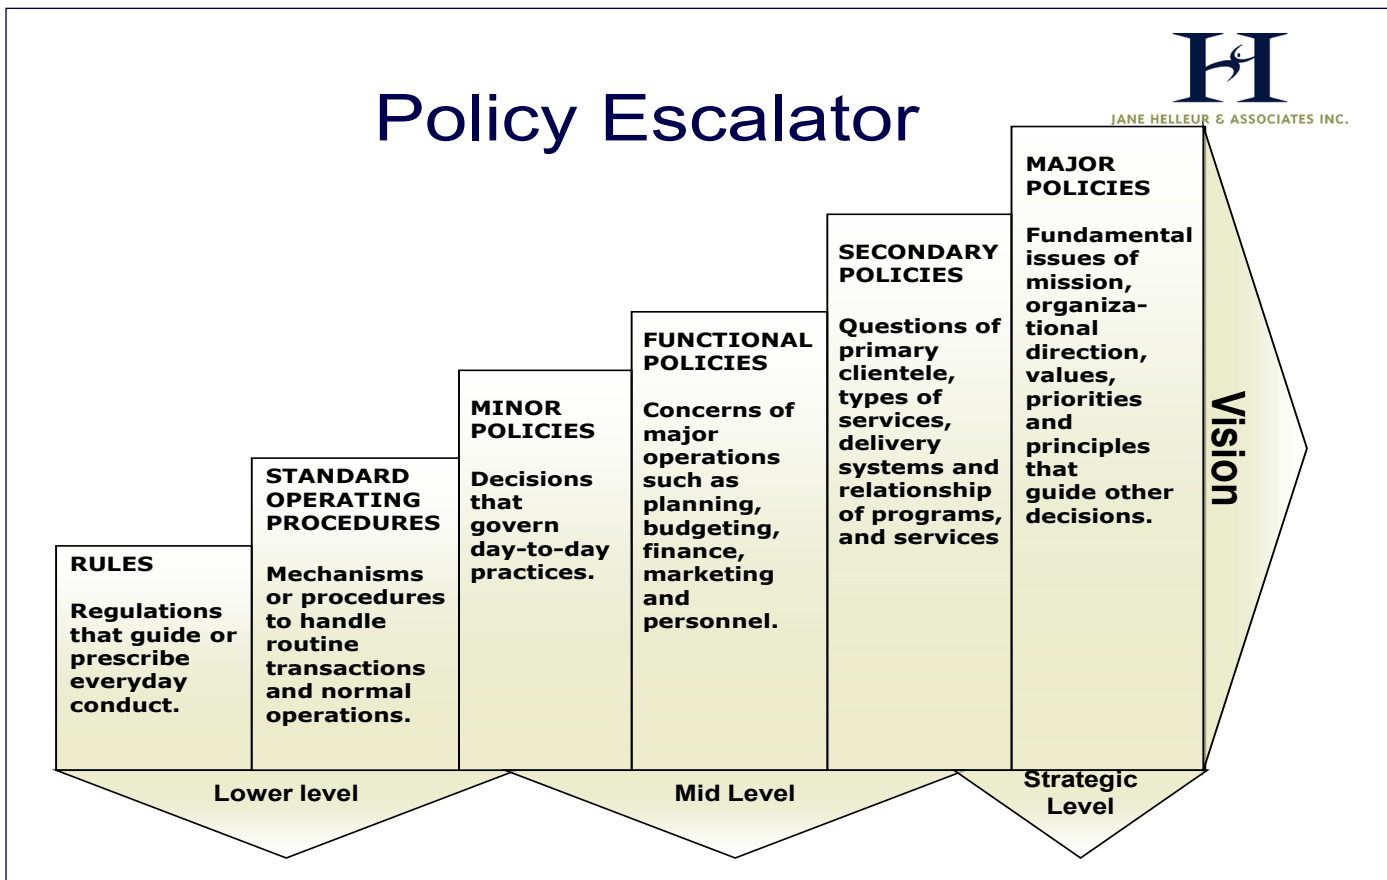 Policy Escalator
JANE HELLEUR & ASSOCIATES INC.
RULES
Regulations
that guide or
prescribe
everyday
conduct.
STANDARD
OPERATING
PROCEDURES
Mechanisms
or procedures
to handle
routine
transactions
and normal
operations.
MINOR
POLICIES
Decisions
that
govern
day-to-day
practices.
FUNCTIONAL
POLICIES
Concerns of
major
operations
such as
planning,
budgeting,
finance,
marketing
and
personnel.
SECONDARY
POLICIES
Questions of
primary
clientele,
types of
services,
delivery
systems and
relationship
of programs,
and services
MAJOR
POLICIES
Fundamental
issues of
mission,
organiza-
tional
direction,
values,
priorities
and
principles
that
guide other
decisions.
Vision
Lower level
Mid Level
Strategic
Level